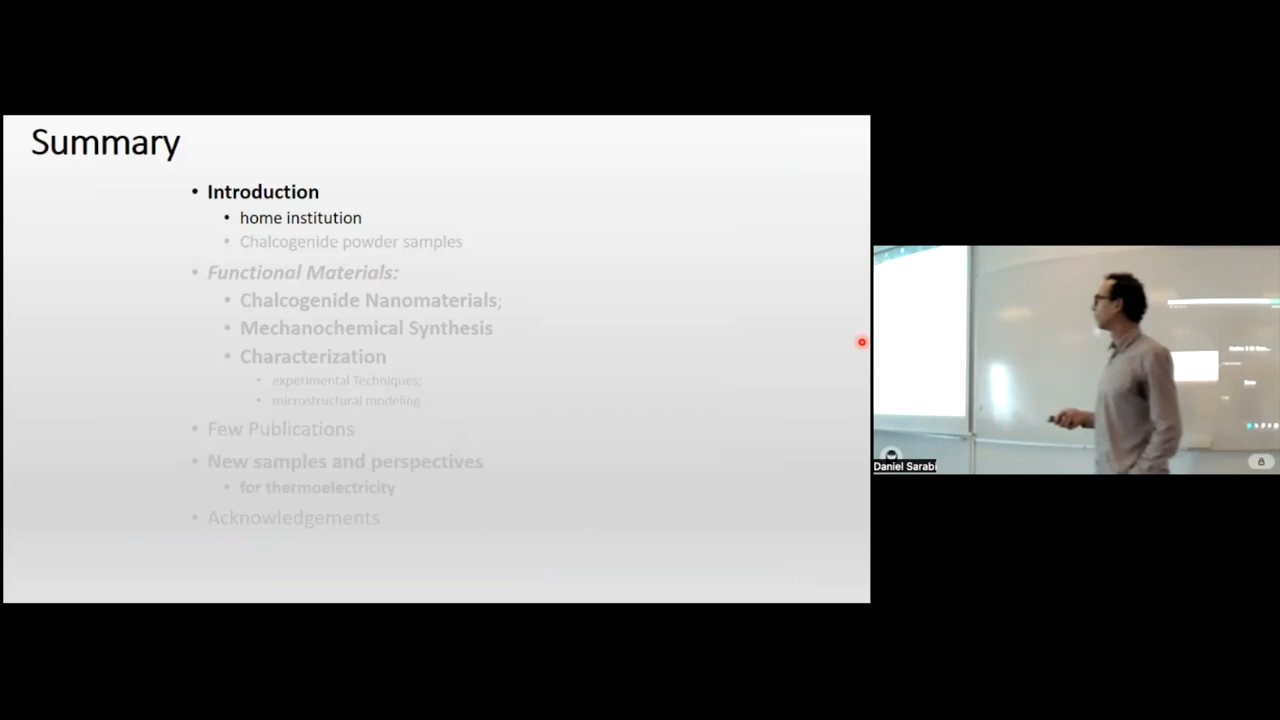 Summary
• Introduction
• home institution
• Chalcogenide powder samples
• Functional Materials:
• Chalcogenide Nanomaterials;
• Mechanochemical Synthesis
• Characterization
• experimental Techniques;
• microstructural modeling
• Few Publications
• New samples and perspectives
• for thermoelectricity
• Acknowledgements
Daniel Sarabi